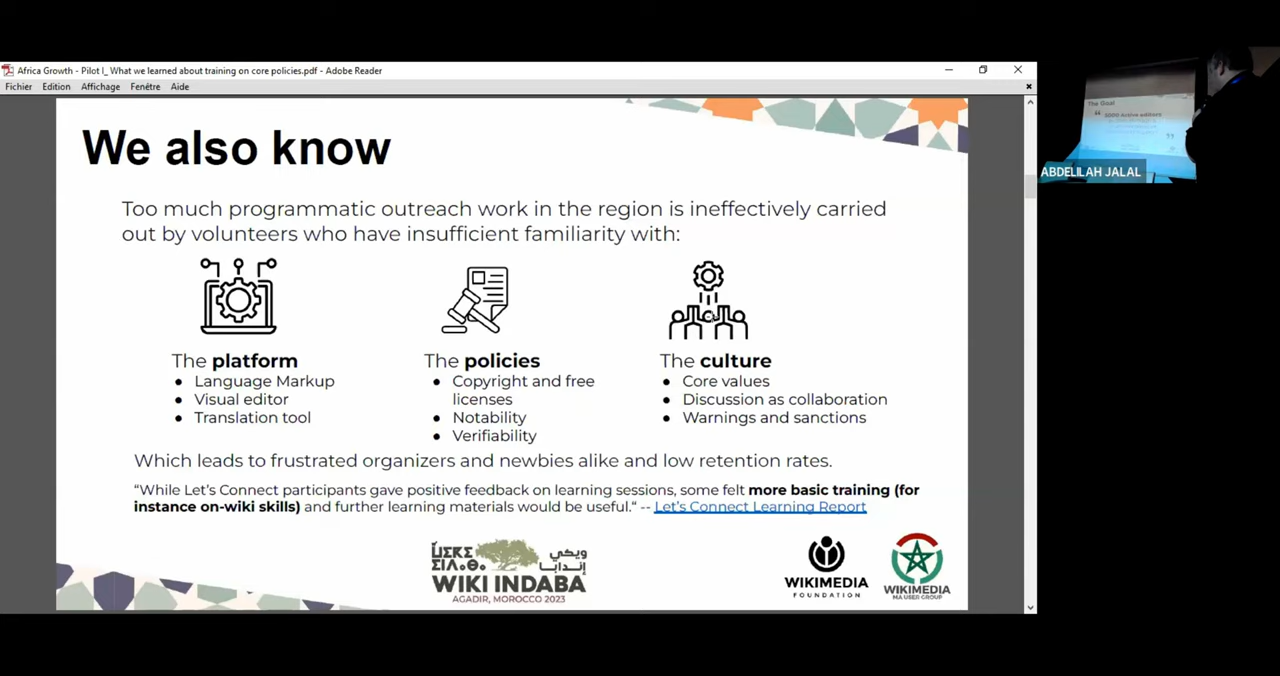 Africa Growth - Pilot I_ What we learned about training on core policies.pdf - Adobe Reader
Fichier Edition Affichage Fenêtre Aide
We also know
Too much programmatic outreach work in the region is ineffectively carried
out by volunteers who have insufficient familiarity with:
The platform
• Language Markup
• Visual editor
• Translation tool
The policies
• Copyright and free
licenses
• Notability
• Verifiability
The culture
• Core values
• Discussion as collaboration
• Warnings and sanctions
Which leads to frustrated organizers and newbies alike and low retention rates.
“While Let’s Connect participants gave positive feedback on learning sessions, some felt more basic training (for
instance on-wiki skills) and further learning materials would be useful.“ -- Let’s Connect Learning Report
ويكي
إندابا
WIKI INDABA
AGADIR, MOROCCO 2023
WIKIMEDIA
FOUNDATION
WIKIMEDIA
MA USER GROUP
The Goal
ABDELILAH JALAL